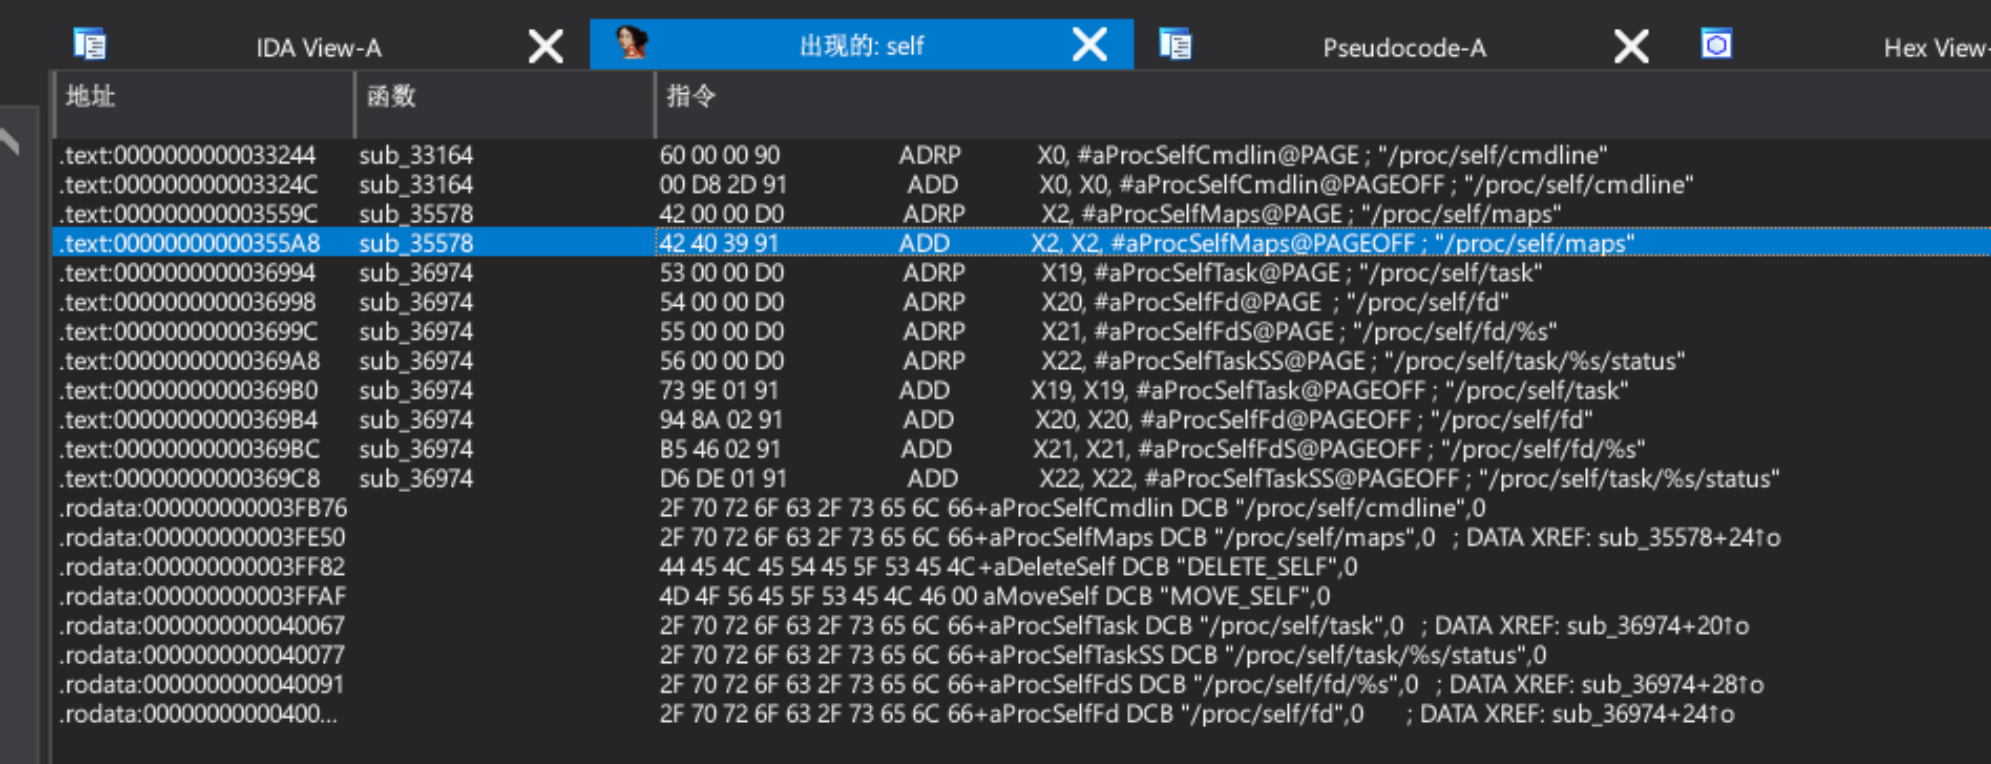 IDA View-A 出现的: self Pseudocode-A Hex View-
地址 函数 指令
.text:0000000000033244 sub_33164 60 00 00 90 ADRP X0, #aProcSelfCmdlin@PAGE ; "/proc/self/cmdline"
.text:000000000003324C sub_33164 00 D8 2D 91 ADD X0, X0, #aProcSelfCmdlin@PAGEOFF ; "/proc/self/cmdline"
.text:000000000003559C sub_35578 42 00 00 D0 ADRP X2, #aProcSelfMaps@PAGE ; "/proc/self/maps"
.text:00000000000355A8 sub_35578 42 40 39 91 ADD X2, X2, #aProcSelfMaps@PAGEOFF ; "/proc/self/maps"
.text:0000000000036994 sub_36974 53 00 00 D0 ADRP X19, #aProcSelfTask@PAGE ; "/proc/self/task"
.text:0000000000036998 sub_36974 54 00 00 D0 ADRP X20, #aProcSelfFd@PAGE ; "/proc/self/fd"
.text:000000000003699C sub_36974 55 00 00 D0 ADRP X21, #aProcSelfFdS@PAGE ; "/proc/self/fd/%s"
.text:00000000000369A8 sub_36974 56 00 00 D0 ADRP X22, #aProcSelfTaskSS@PAGE ; "/proc/self/task/%s/status"
.text:00000000000369B0 sub_36974 73 9E 01 91 ADD X19, X19, #aProcSelfTask@PAGEOFF ; "/proc/self/task"
.text:00000000000369B4 sub_36974 94 8A 02 91 ADD X20, X20, #aProcSelfFd@PAGEOFF ; "/proc/self/fd"
.text:00000000000369BC sub_36974 B5 46 02 91 ADD X21, X21, #aProcSelfFdS@PAGEOFF ; "/proc/self/fd/%s"
.text:00000000000369C8 sub_36974 D6 DE 01 91 ADD X22, X22, #aProcSelfTaskSS@PAGEOFF ; "/proc/self/task/%s/status"
.rodata:000000000003FB76 2F 70 72 6F 63 2F 73 65 6C 66+aProcSelfCmdlin DCB "/proc/self/cmdline",0
.rodata:000000000003FE50 2F 70 72 6F 63 2F 73 65 6C 66+aProcSelfMaps DCB "/proc/self/maps",0 ; DATA XREF: sub_35578+24↑o
.rodata:000000000003FF82 44 45 4C 45 54 45 5F 53 45 4C+aDeleteSelf DCB "DELETE_SELF",0
.rodata:000000000003FFAF 4D 4F 56 45 5F 53 45 4C 46 00 aMoveSelf DCB "MOVE_SELF",0
.rodata:0000000000040067 2F 70 72 6F 63 2F 73 65 6C 66+aProcSelfTask DCB "/proc/self/task",0 ; DATA XREF: sub_36974+20↑o
.rodata:0000000000040077 2F 70 72 6F 63 2F 73 65 6C 66+aProcSelfTaskSS DCB "/proc/self/task/%s/status",0
.rodata:0000000000040091 2F 70 72 6F 63 2F 73 65 6C 66+aProcSelfFdS DCB "/proc/self/fd/%s",0 ; DATA XREF: sub_36974+28↑o
.rodata:00000000000400... 2F 70 72 6F 63 2F 73 65 6C 66+aProcSelfFd DCB "/proc/self/fd",0 ; DATA XREF: sub_36974+24↑o